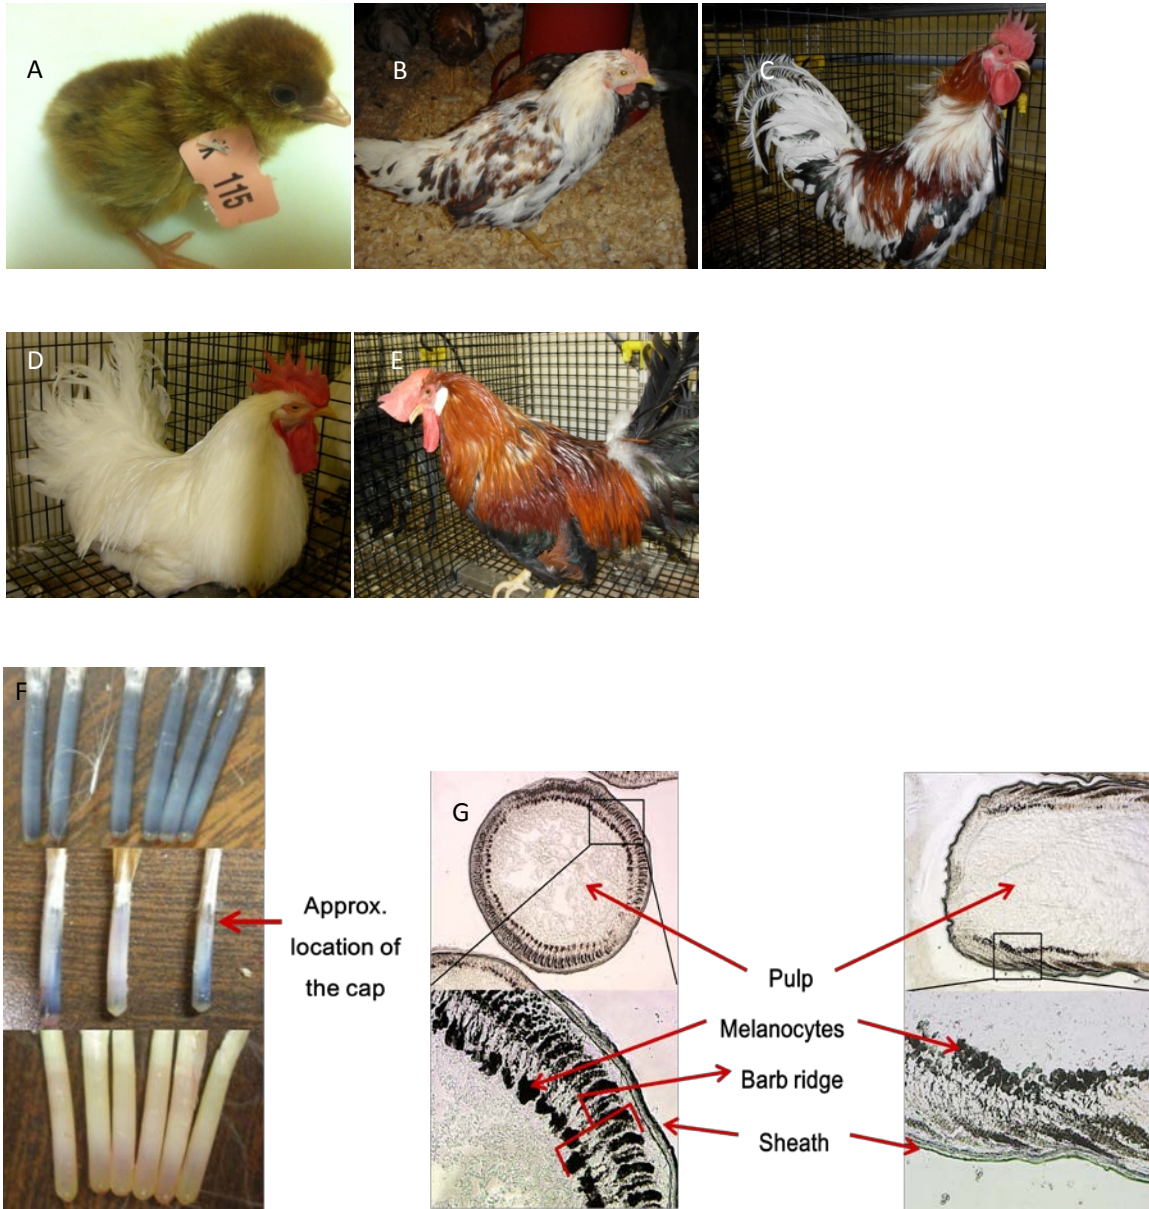 A
B
C
K
115
D
E
F
Approx.
location of
the cap
G
Pulp
Melanocytes
Barb ridge
Sheath